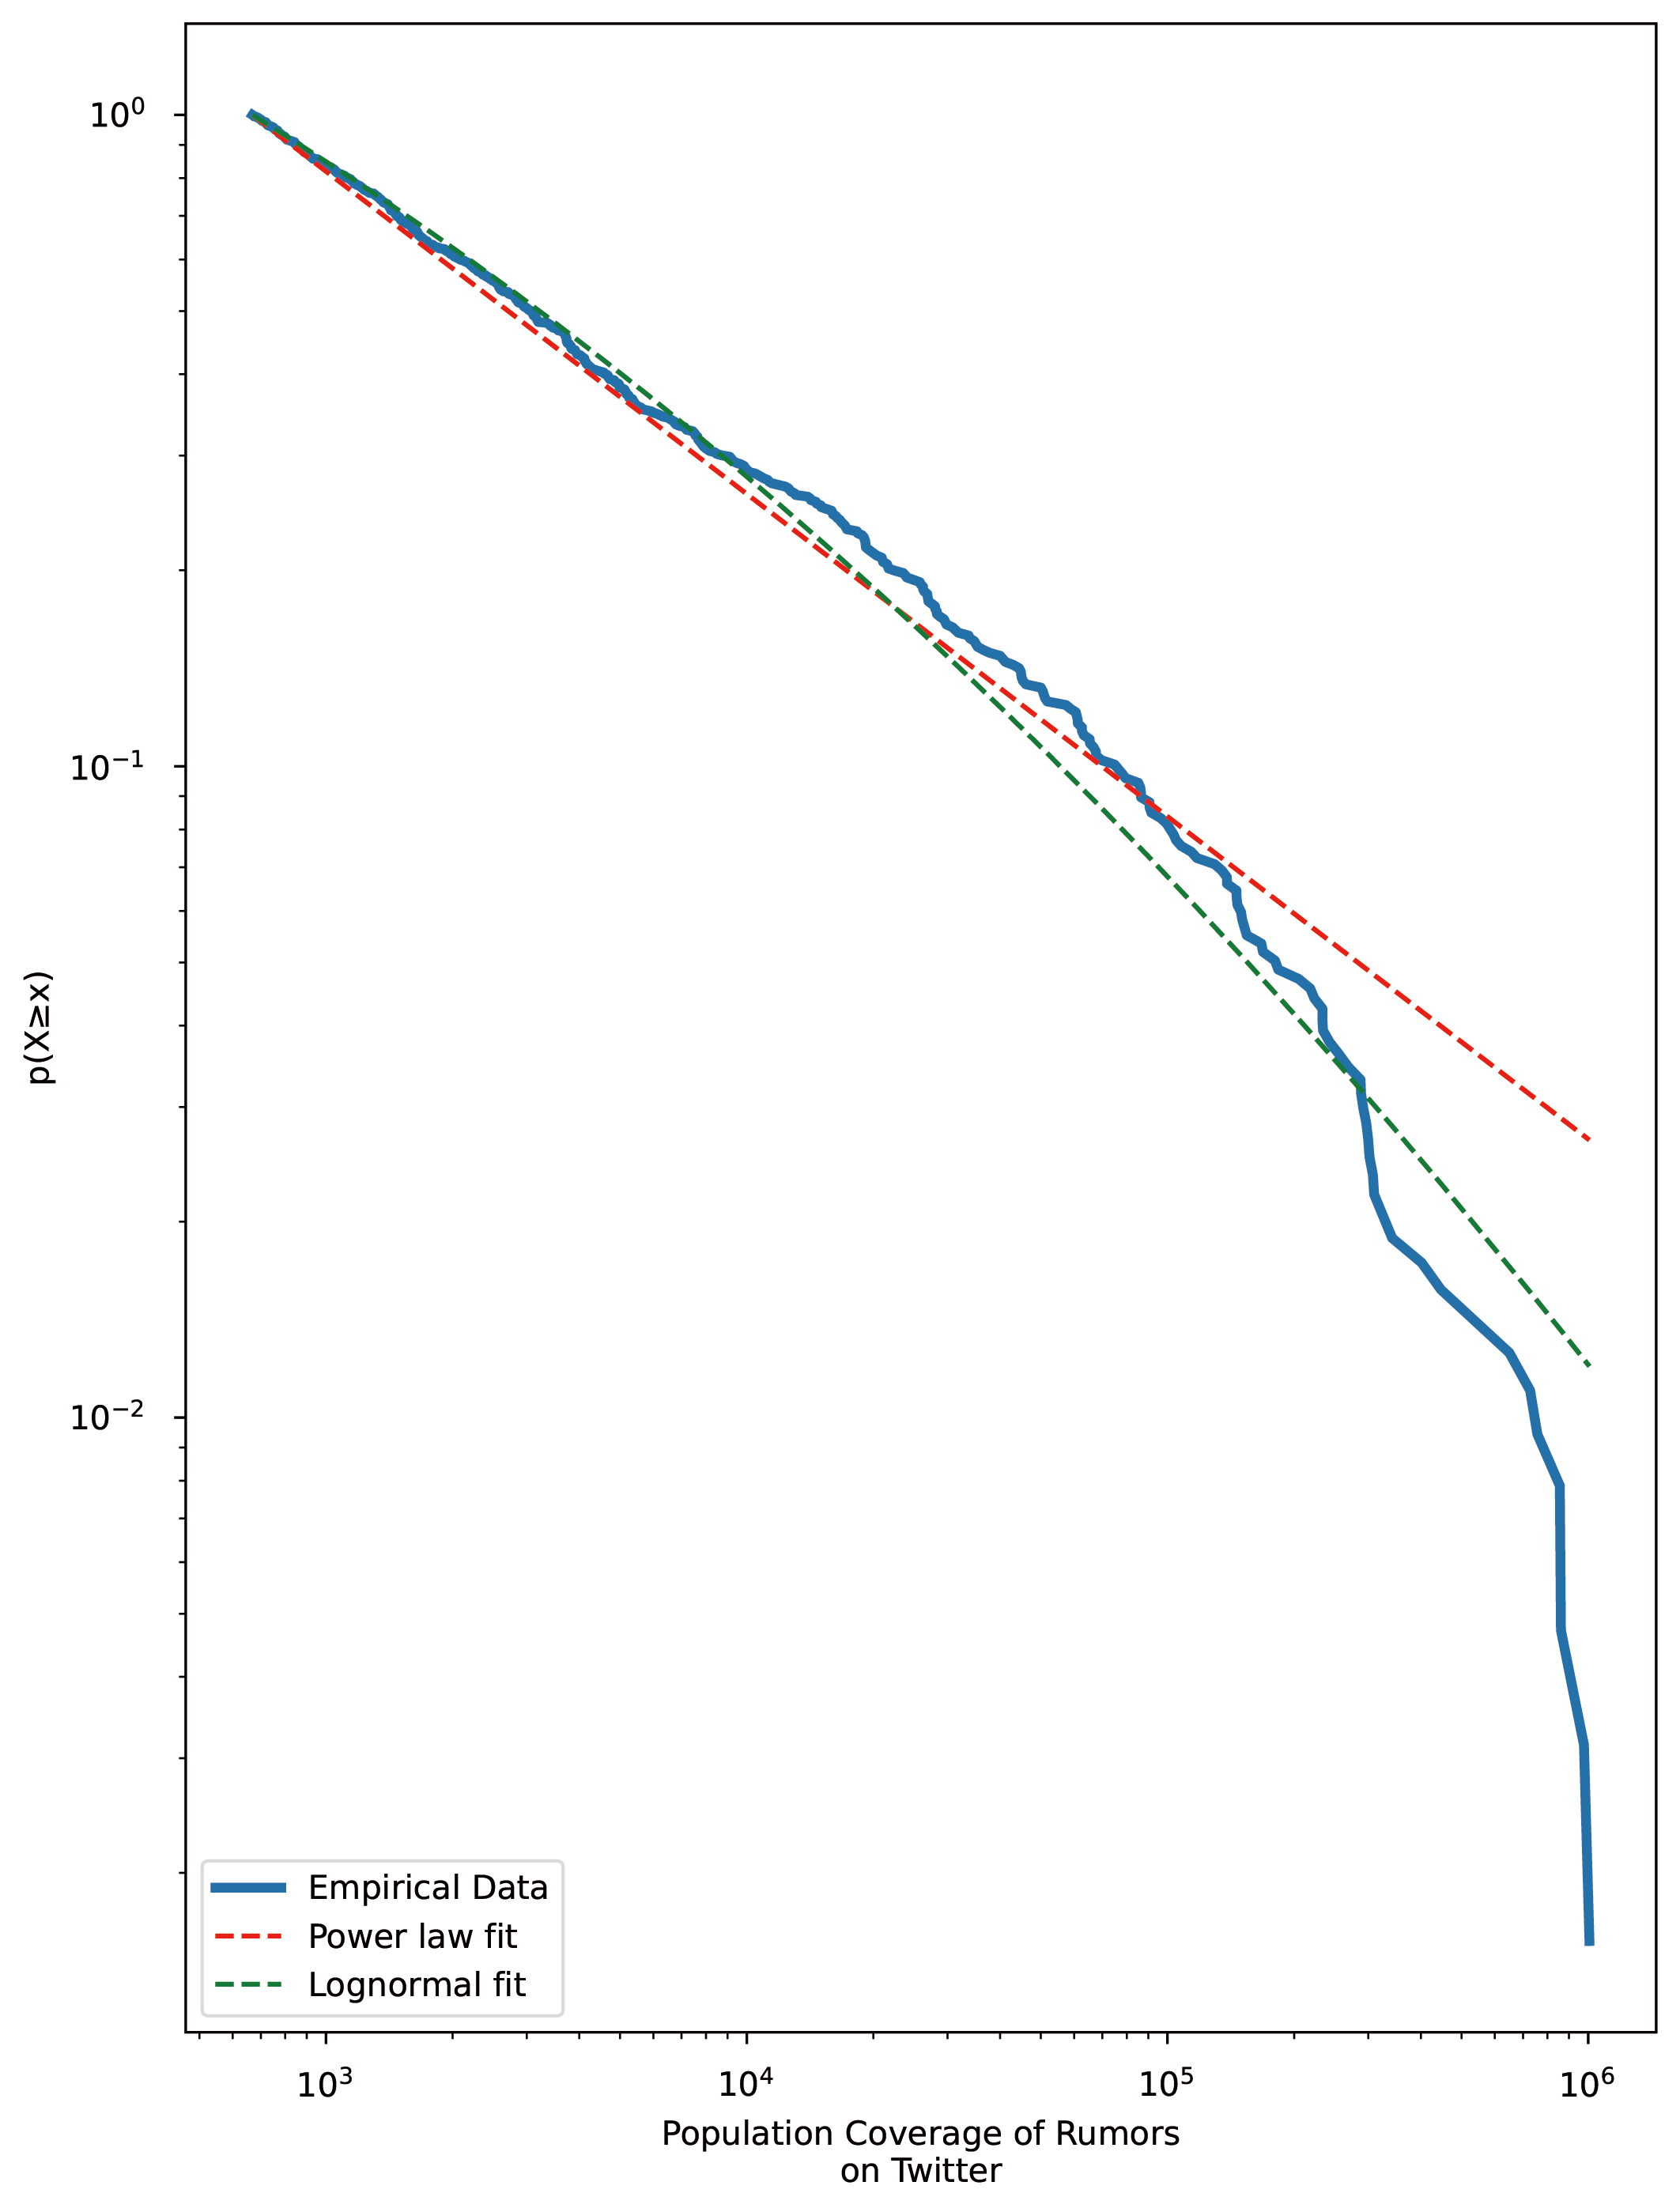 10⁰
10⁻¹
10⁻²
p(X≥x)
Empirical Data
Power law fit
Lognormal fit
10³ 10⁴ 10⁵ 10⁶
Population Coverage of Rumors
on Twitter